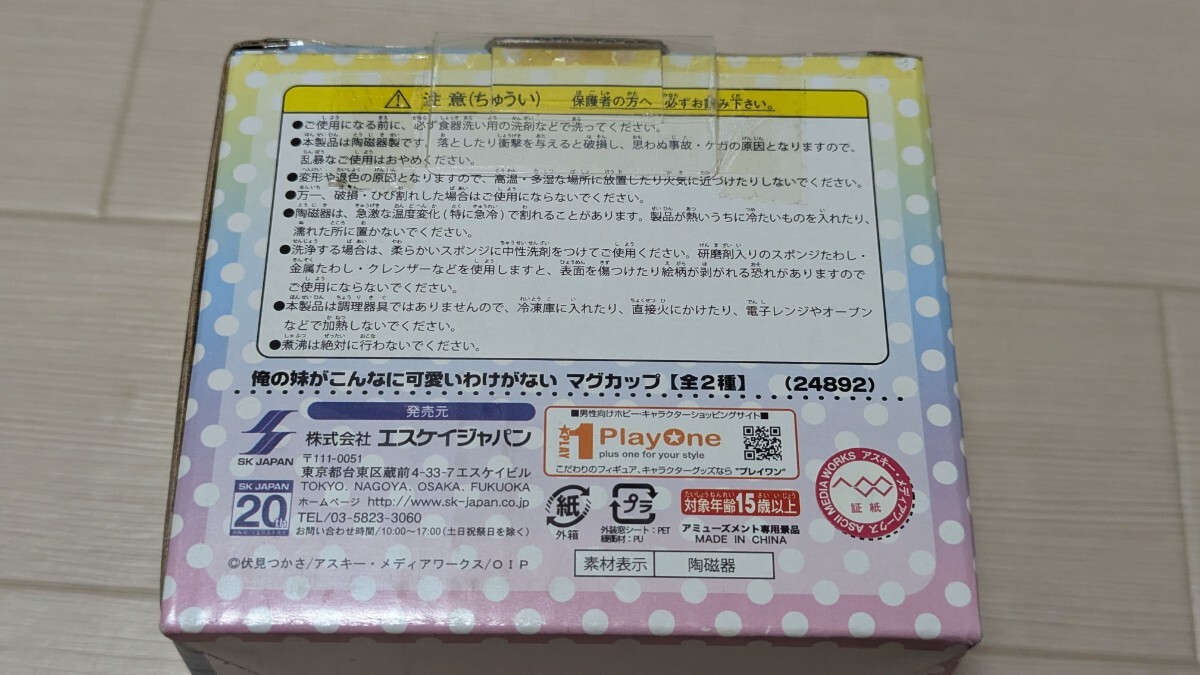 ⚠ 注意(ちゅうい) 保護者の方へ 必ずお読み下さい。
●ご使用になる前に、必ず食器洗い用の洗剤などで洗ってください。
●本製品は陶磁器製です。落としたり衝撃を与えると破損し、思わぬ事故・ケガの原因となりますので、
乱暴なご使用はおやめください。
●変形や退色の原因となりますので、高温・多湿な場所に放置したり火気に近づけたりしないでください。
●万一、破損・ひび割れした場合はご使用にならないでください。
●陶磁器は、急激な温度変化(特に急冷)で割れることがあります。製品が熱いうちに冷たいものを入れたり、
濡れた所に置かないでください。
●洗浄する場合は、柔らかいスポンジに中性洗剤をつけてご使用ください。研磨剤入りのスポンジたわし・
金属たわし・クレンザーなどを使用しますと、表面を傷つけたり絵柄が剥がれる恐れがありますので
ご使用にならないでください。
●本製品は調理器具ではありませんので、冷凍庫に入れたり、直接火にかけたり、電子レンジやオーブン
などで加熱しないでください。
●煮沸は絶対に行わないでください。
俺の妹がこんなに可愛いわけがない マグカップ【全2種】 (24892)
発売元
SK JAPAN
株式会社 エスケイジャパン
〒111-0051
東京都台東区蔵前4-33-7エスケイビル
TOKYO, NAGOYA, OSAKA, FUKUOKA
ホームページ http://www.sk-japan.co.jp
TEL/03-5823-3060
お問い合わせ時間/10:00~17:00(土日祝祭日を除く)
SK JAPAN
20th
©伏見つかさ/アスキー・メディアワークス/OIP
■男性向けホビー・キャラクターショッピングサイト■
★PLAY 1 Play★One
plus one for your style
こだわりのフィギュア、キャラクターグッズなら "プレイワン"
紙
外箱
プラ
外装窓シート:PET
緩衝材:PU
対象年齢15歳以上
アミューズメント専用景品
MADE IN CHINA
素材表示 陶磁器
アスキー・メディアワークス ASCII MEDIA WORKS
証紙